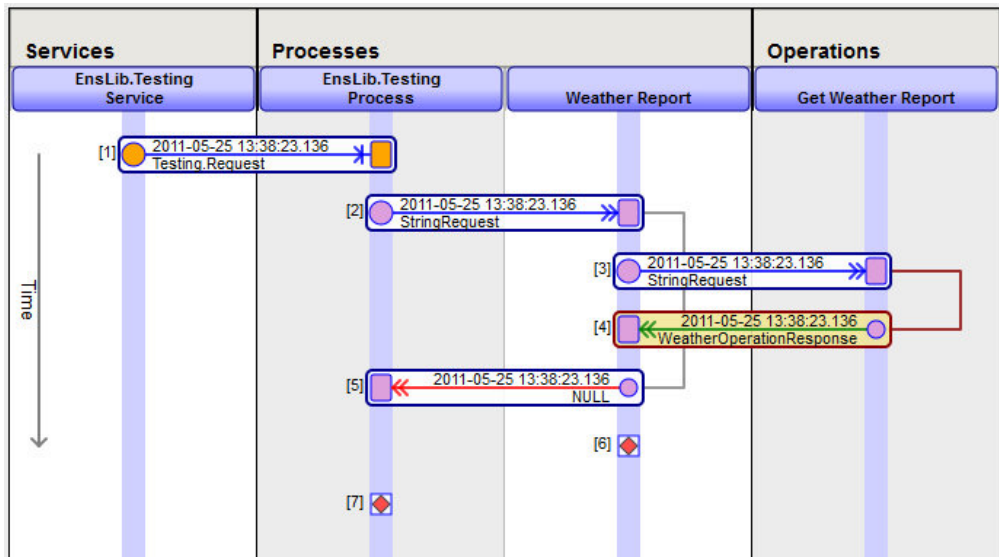 Services
Processes
Operations
EnsLib.Testing
Service
EnsLib.Testing
Process
Weather Report
Get Weather Report
[1]
2011-05-25 13:38:23.136
Testing.Request
[2]
2011-05-25 13:38:23.136
StringRequest
[3]
2011-05-25 13:38:23.136
StringRequest
Time
[4]
2011-05-25 13:38:23.136
WeatherOperationResponse
[5]
2011-05-25 13:38:23.136
NULL
[6]
[7]